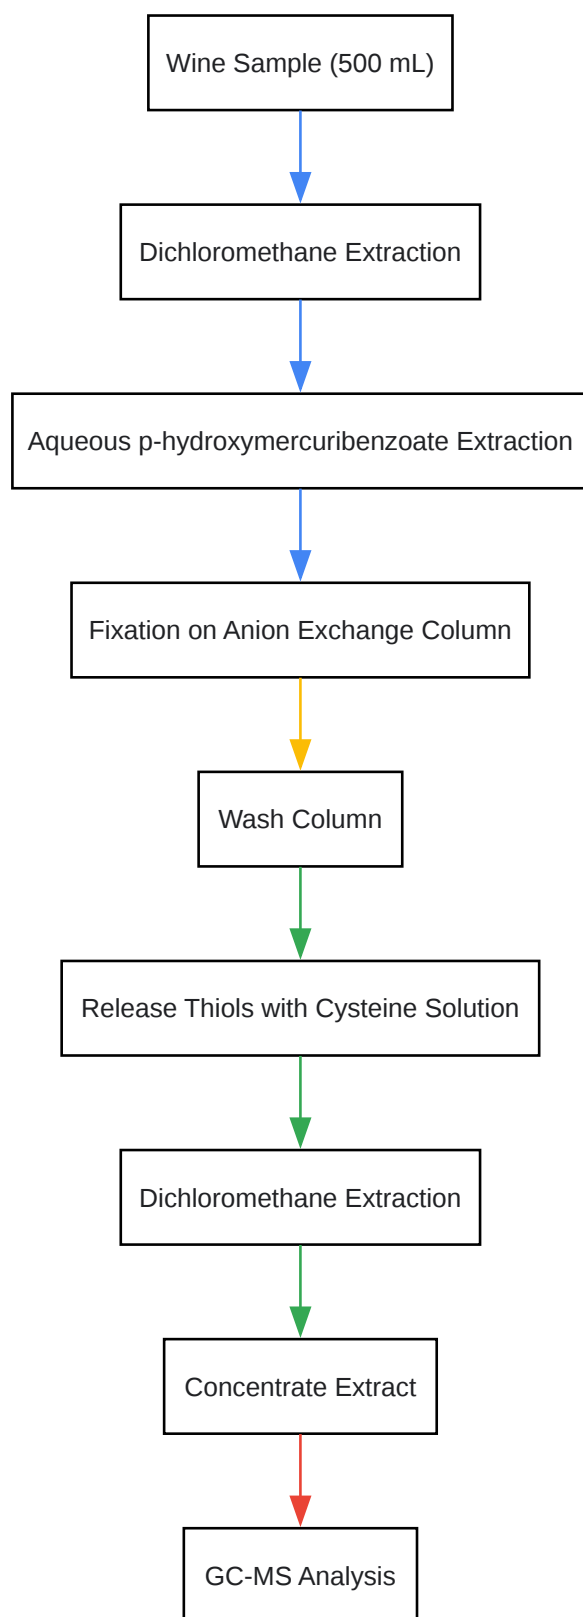 Wine Sample (500 mL)
Dichloromethane Extraction
Aqueous p-hydroxymercuribenzoate Extraction
Fixation on Anion Exchange Column
Wash Column
Release Thiols with Cysteine Solution
Dichloromethane Extraction
Concentrate Extract
GC-MS Analysis